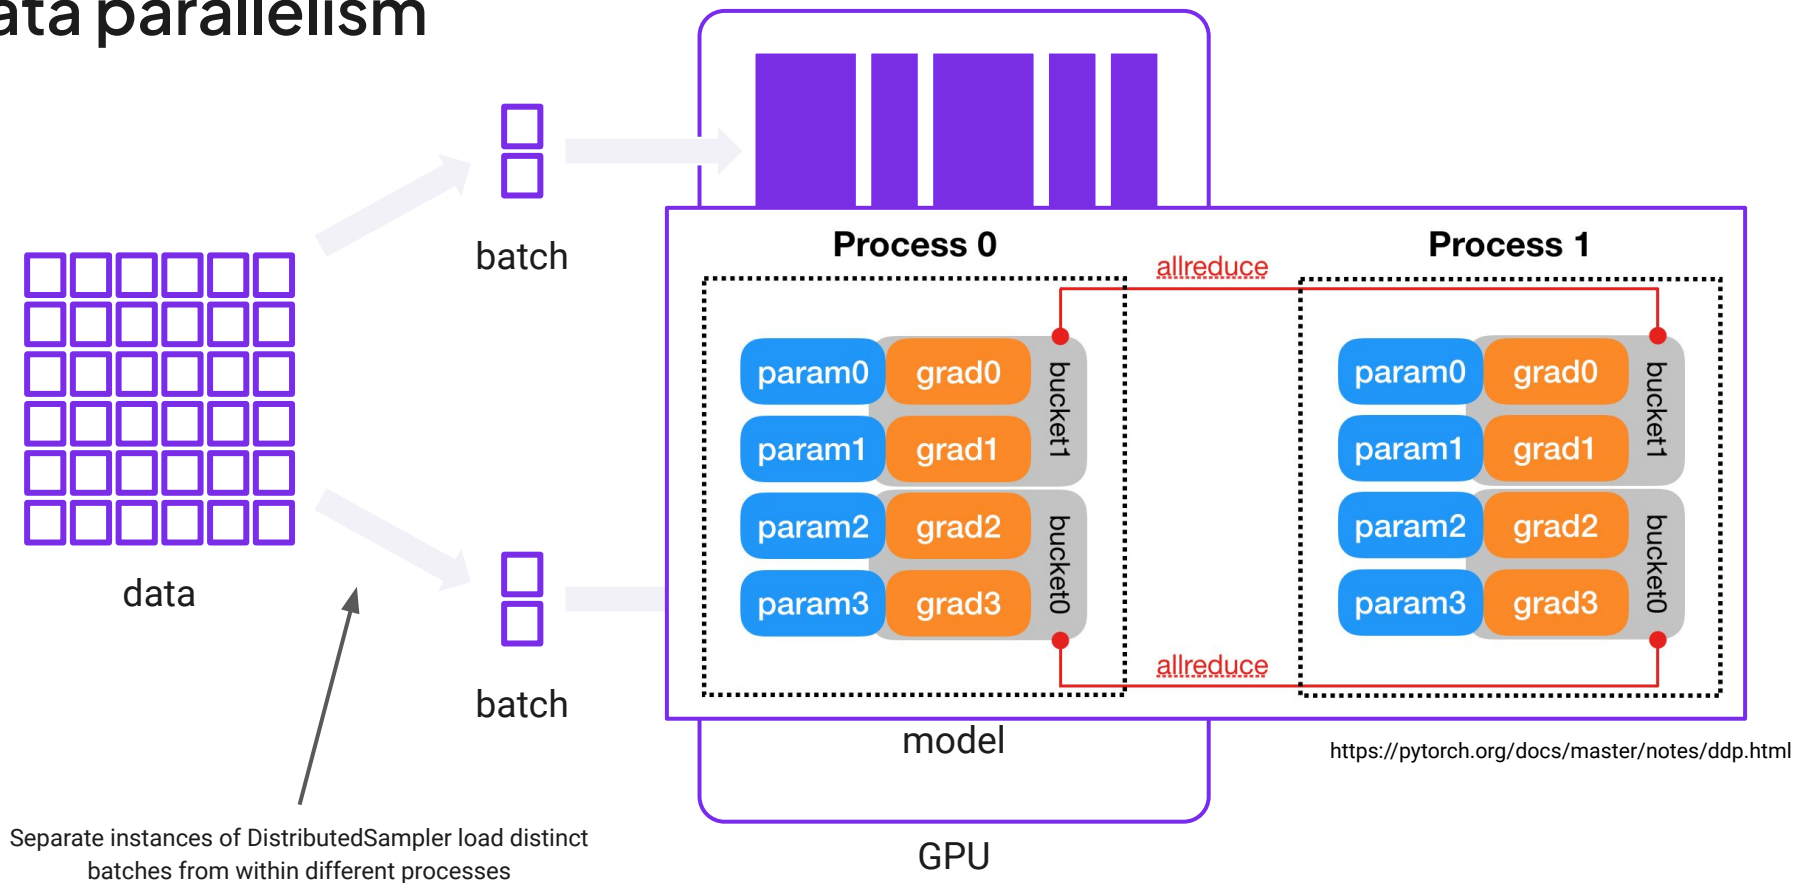 ata parallelism
batch
data
batch
Separate instances of DistributedSampler load distinct
batches from within different processes
Process 0
Process 1
allreduce
param0 grad0
param1 grad1
bucket1
param2 grad2
param3 grad3
bucket0
param0 grad0
param1 grad1
bucket1
param2 grad2
param3 grad3
bucket0
allreduce
model
https://pytorch.org/docs/master/notes/ddp.html
GPU